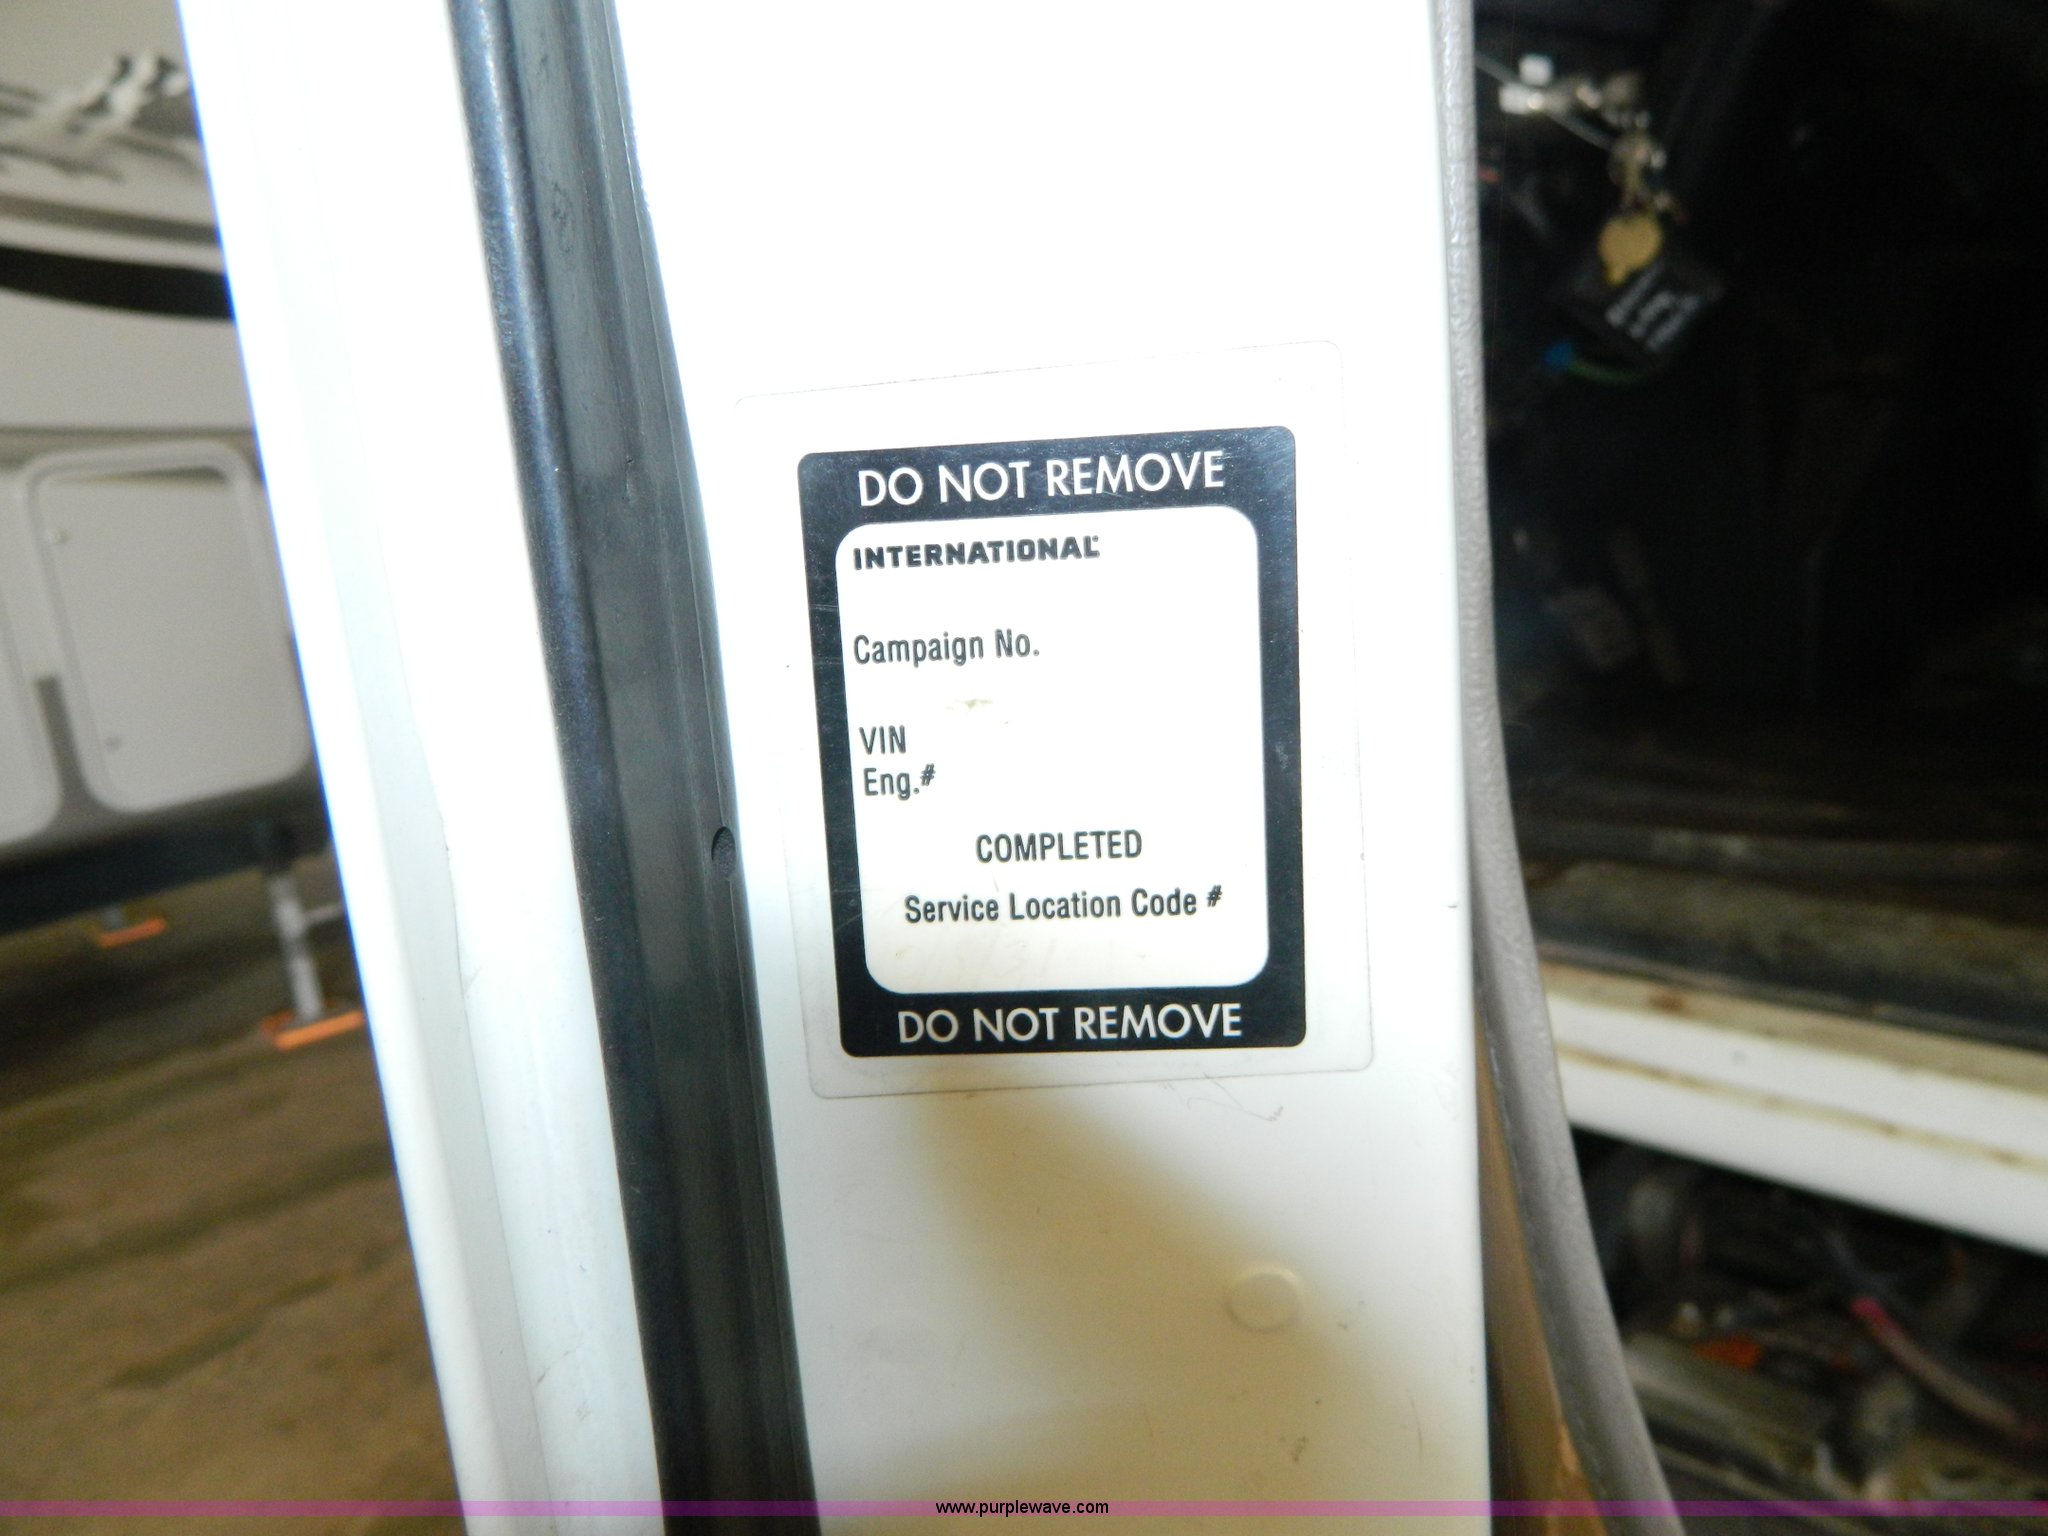 DO NOT REMOVE
INTERNATIONAL®
Campaign No.
VIN
Eng.#
COMPLETED
Service Location Code #
DO NOT REMOVE
www.purplewave.com